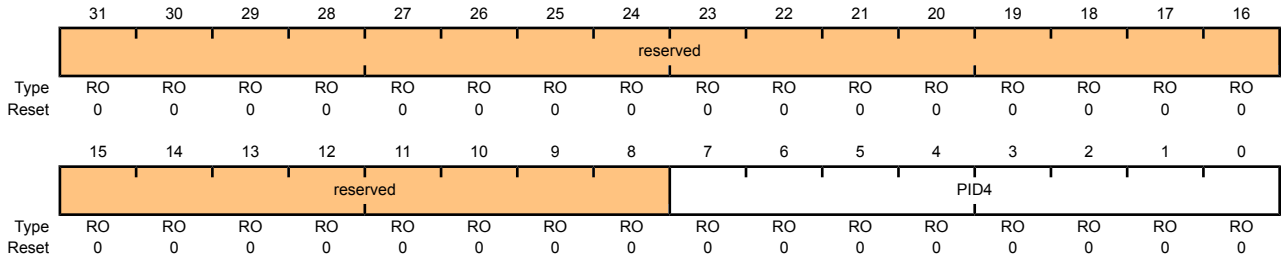 31 30 29 28 27 26 25 24 23 22 21 20 19 18 17 16
reserved
Type RO RO RO RO RO RO RO RO RO RO RO RO RO RO RO RO
Reset 0 0 0 0 0 0 0 0 0 0 0 0 0 0 0 0
15 14 13 12 11 10 9 8 7 6 5 4 3 2 1 0
reserved PID4
Type RO RO RO RO RO RO RO RO RO RO RO RO RO RO RO RO
Reset 0 0 0 0 0 0 0 0 0 0 0 0 0 0 0 0